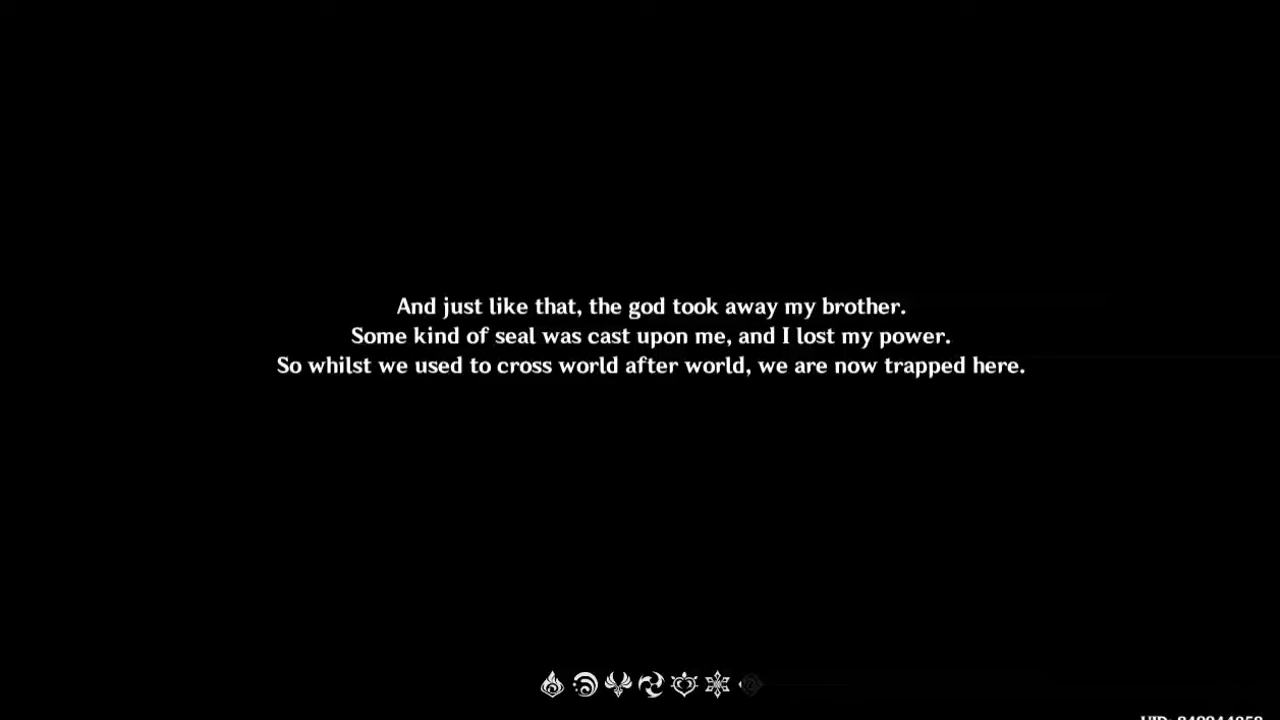 And just like that, the god took away my brother.
Some kind of seal was cast upon me, and I lost my power.
So whilst we used to cross world after world, we are now trapped here.